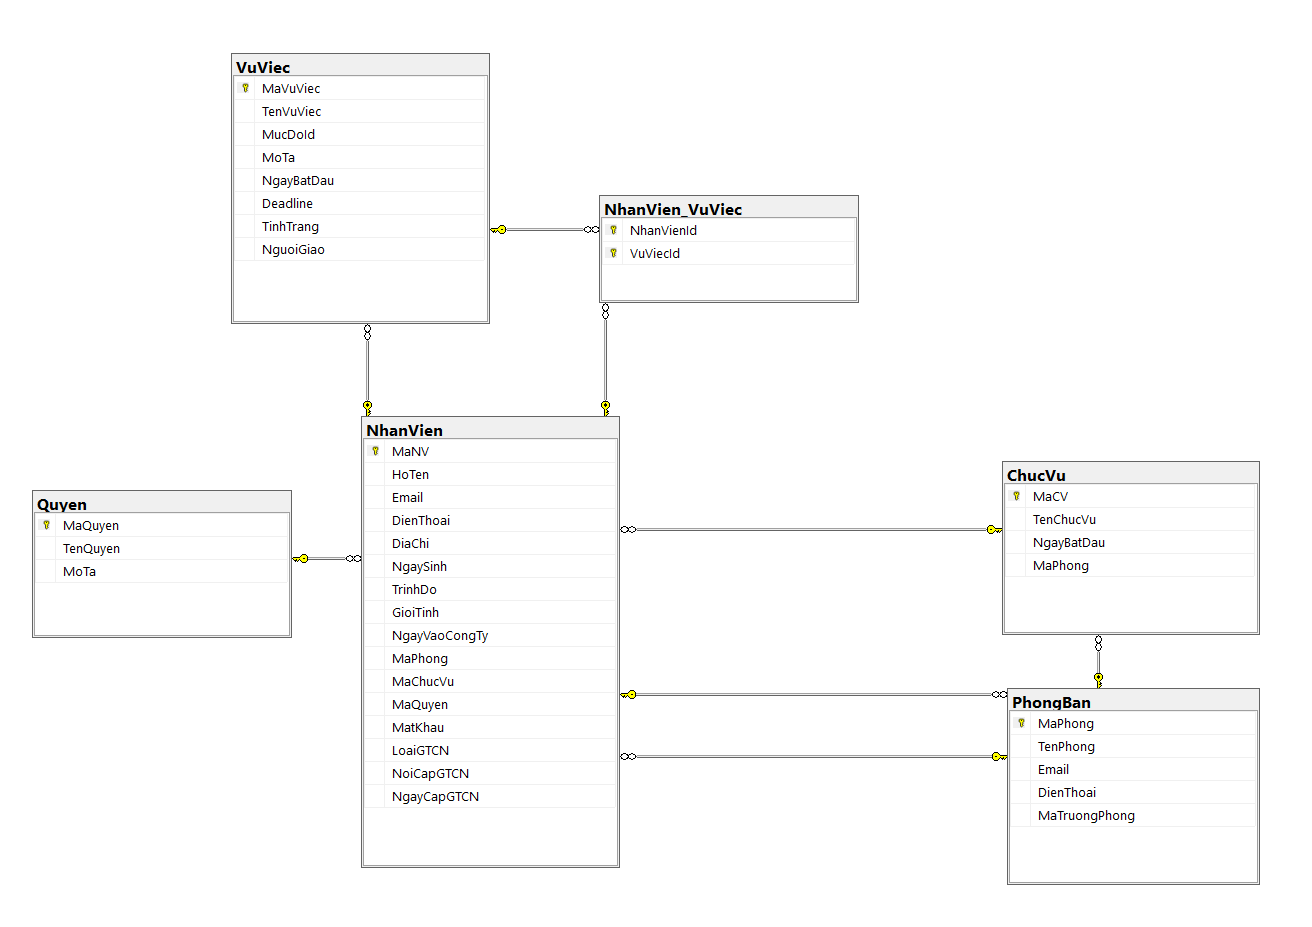 VuViec
MaVuViec
TenVuViec
MucDoId
MoTa
NgayBatDau
Deadline
TinhTrang
NguoiGiao
NhanVien_VuViec
NhanVienId
VuViecId
NhanVien
MaNV
HoTen
Email
DienThoai
DiaChi
NgaySinh
TrinhDo
GioiTinh
NgayVaoCongTy
MaPhong
MaChucVu
MaQuyen
MatKhau
LoaiGTCN
NoiCapGTCN
NgayCapGTCN
Quyen
MaQuyen
TenQuyen
MoTa
ChucVu
MaCV
TenChucVu
NgayBatDau
MaPhong
PhongBan
MaPhong
TenPhong
Email
DienThoai
MaTruongPhong